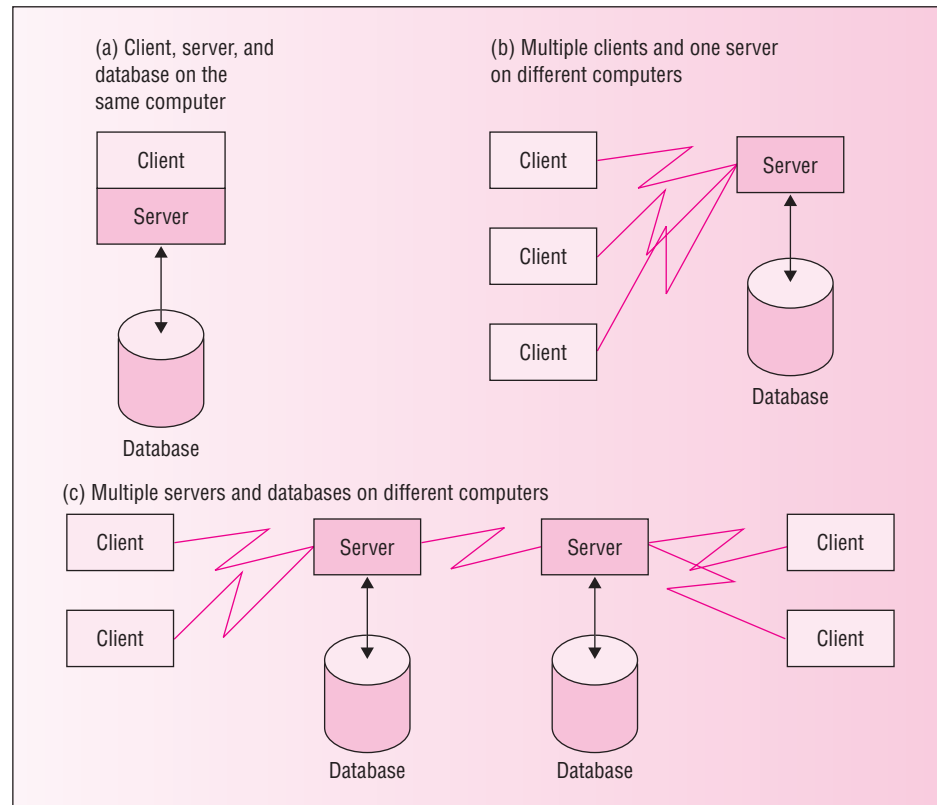 (a) Client, server, and
database on the
same computer
Client
Server
Database
(b) Multiple clients and one server
on different computers
Client
Client
Client
Server
Database
(c) Multiple servers and databases on different computers
Client
Client
Server
Database
Server
Database
Client
Client